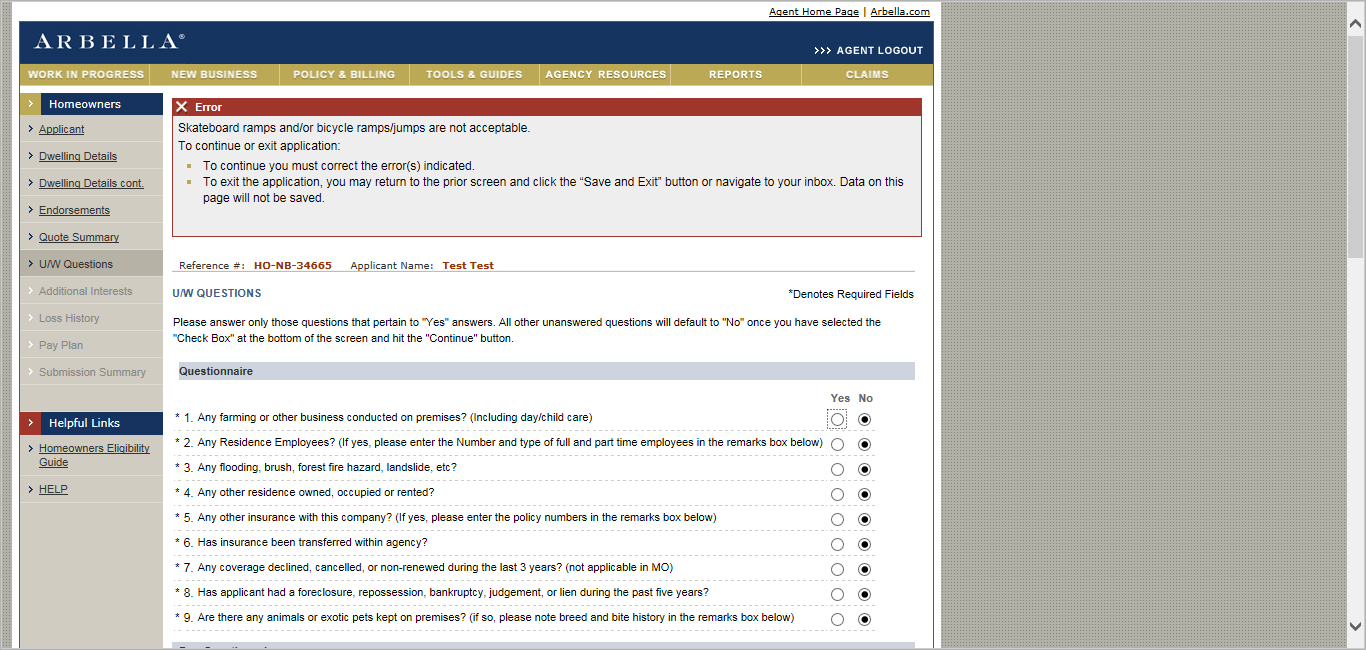 Agent Home Page | Arbella.com
ARBELLA®
>>> AGENT LOGOUT
WORK IN PROGRESS NEW BUSINESS POLICY & BILLING TOOLS & GUIDES AGENCY RESOURCES REPORTS CLAIMS
Homeowners
Applicant
Dwelling Details
Dwelling Details cont.
Endorsements
Quote Summary
U/W Questions
Additional Interests
Loss History
Pay Plan
Submission Summary
Helpful Links
Homeowners Eligibility
Guide
HELP
Error
Skateboard ramps and/or bicycle ramps/jumps are not acceptable.
To continue or exit application:
To continue you must correct the error(s) indicated.
To exit the application, you may return to the prior screen and click the “Save and Exit” button or navigate to your inbox. Data on this
page will not be saved.
Reference #: HO-NB-34665 Applicant Name: Test Test
U/W QUESTIONS
*Denotes Required Fields
Please answer only those questions that pertain to "Yes" answers. All other unanswered questions will default to "No" once you have selected the
"Check Box" at the bottom of the screen and hit the "Continue" button.
Questionnaire
Yes No
* 1. Any farming or other business conducted on premises? (Including day/child care)
* 2. Any Residence Employees? (If yes, please enter the Number and type of full and part time employees in the remarks box below)
* 3. Any flooding, brush, forest fire hazard, landslide, etc?
* 4. Any other residence owned, occupied or rented?
* 5. Any other insurance with this company? (If yes, please enter the policy numbers in the remarks box below)
* 6. Has insurance been transferred within agency?
* 7. Any coverage declined, cancelled, or non-renewed during the last 3 years? (not applicable in MO)
* 8. Has applicant had a foreclosure, repossession, bankruptcy, judgement, or lien during the past five years?
* 9. Are there any animals or exotic pets kept on premises? (if so, please note breed and bite history in the remarks box below)